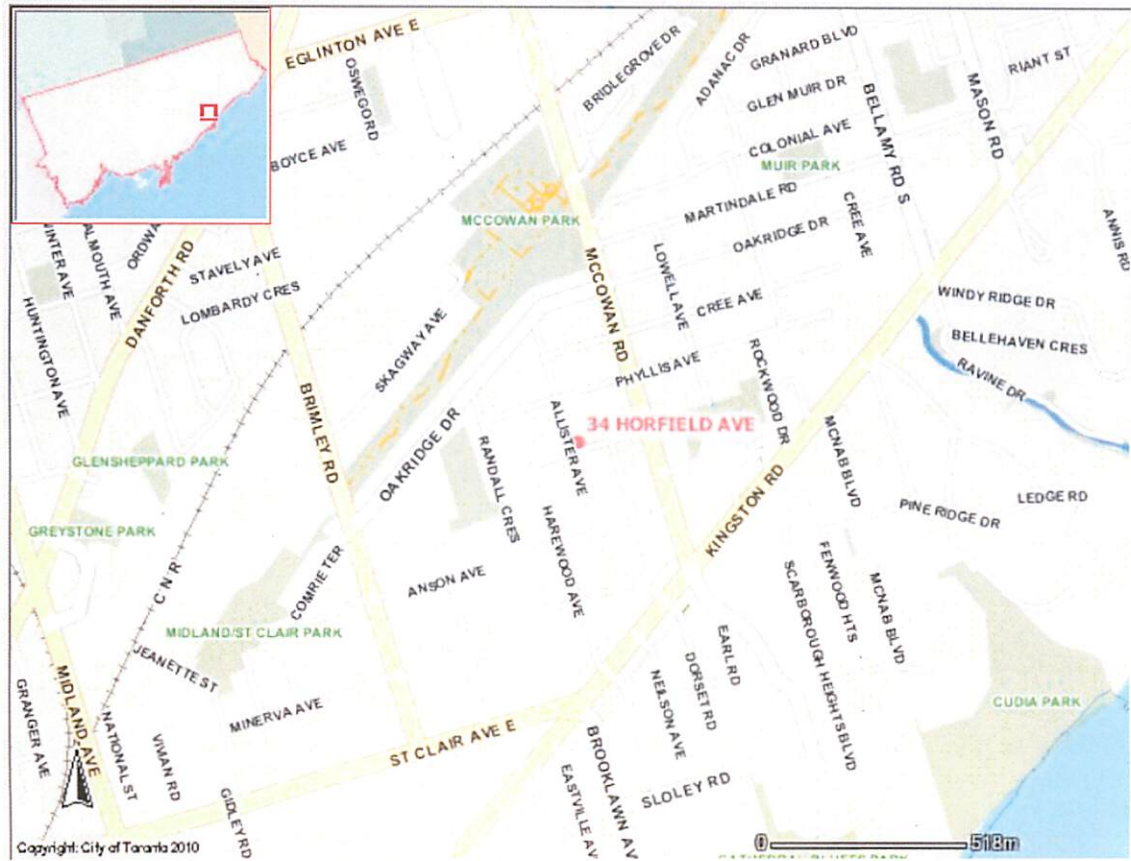 EGLINTON AVE E
OSWEGO RD
BOYCE AVE
BRIDLEGROVE DR
ADANAC DR
GRANARD BLVD
GLEN MUIR DR
COLONIAL AVE
MUIR PARK
BELLAMY RD S
MASON RD
RIANT ST
MCCOWAN PARK
MARTINDALE RD
OAKRIDGE DR
CREE AVE
ANNIS RD
ALMOUTH AVE
ORDWA
DANFORTH RD
STAVELY AVE
LOMBARDY CRES
HUNTINGTON AVE
LOWELL AVE
CREE AVE
MCCOWAN RD
WINDY RIDGE DR
BELLEHAVEN CRES
RAVINE DR
SKAGWAY AVE
PHYLLIS AVE
ROCKWOOD DR
BRIMLEY RD
ALLISTER AVE
34 HORFIELD AVE
MCNAB BLVD
OAKRIDGE DR
RANDALL CRES
GLENSHEPPARD PARK
KINGSTON RD
PINE RIDGE DR
LEDGE RD
GREYSTONE PARK
HAREWOOD AVE
C N R
COMRIE TER
ANSON AVE
SCARBOROUGH HEIGHTS BLVD
FENWOOD HTS
MCNAB BLVD
MIDLAND/ST CLAIR PARK
JEANETTE ST
EARL RD
DORSET RD
NEILSON AVE
CUDIA PARK
MIDLAND AVE
GRANGER AVE
NATIONAL ST
VIVIAN RD
MINERVA AVE
GIDLEY RD
ST CLAIR AVE E
BROOKLAWN AV
EASTVILLE AV
SLOLEY RD
Copyright: City of Toronto 2010
0 518m